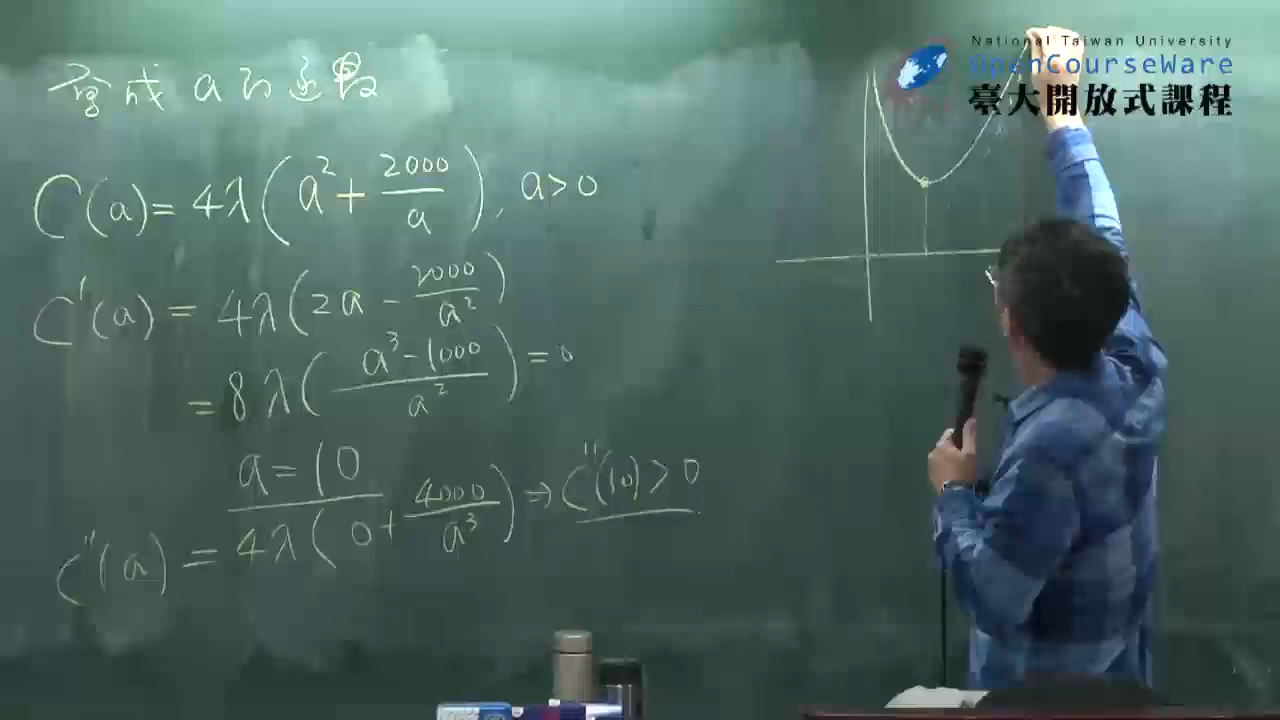 寫成 a 的函數
C(a) = 4λ(a² + 2000/a), a > 0
C'(a) = 4λ(2a − 2000/a²)
= 8λ(a³−1000/a²) = 0
a = 10
C''(a) = 4λ(0 + 4000/a³) ⇒ C''(10) > 0
National Taiwan University
OpenCourseWare
臺大開放式課程